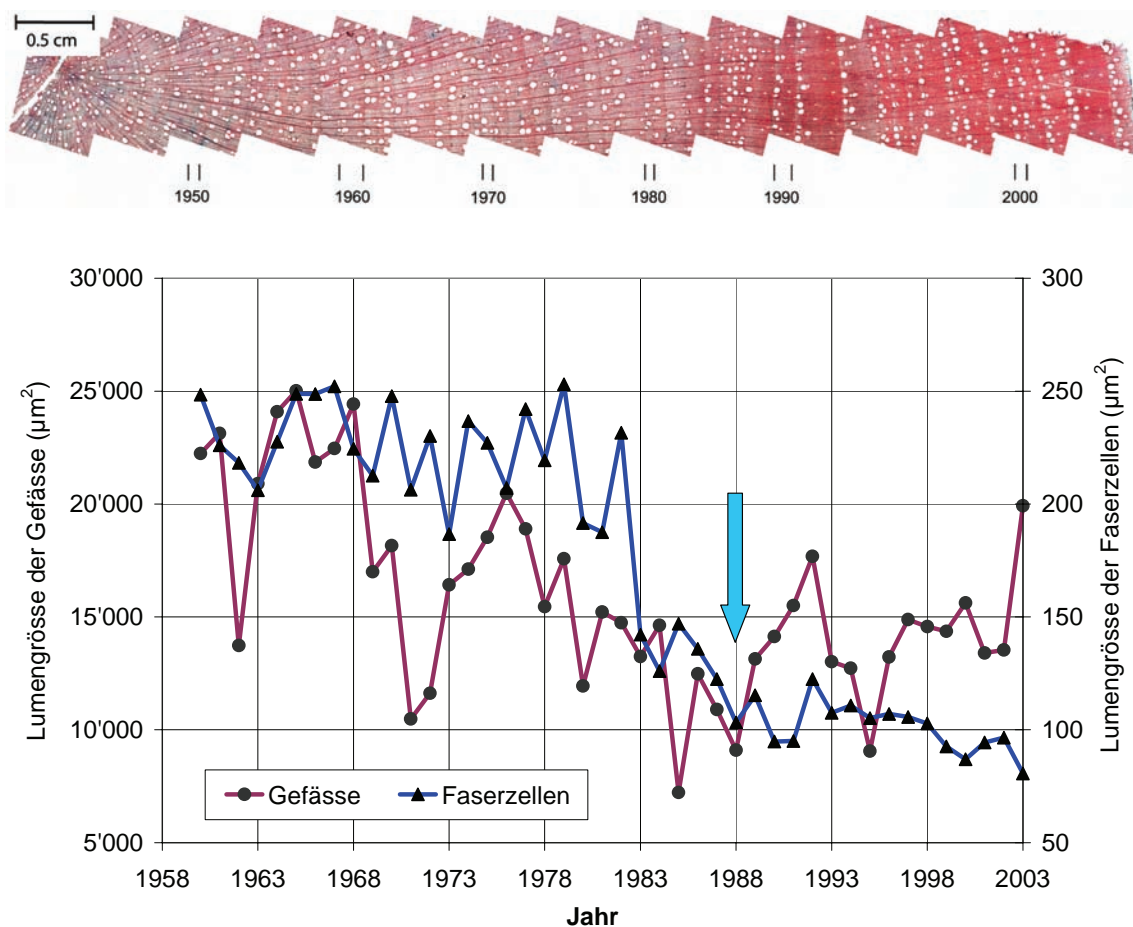 0.5 cm
1950 1960 1970 1980 1990 2000
Lumengrösse der Gefässe (µm²)
30'000
25'000
20'000
15'000
10'000
5'000
300
250
200
150
100
50
Lumengrösse der Faserzellen (µm²)
Gefässe Faserzellen
1958 1963 1968 1973 1978 1983 1988 1993 1998 2003
Jahr